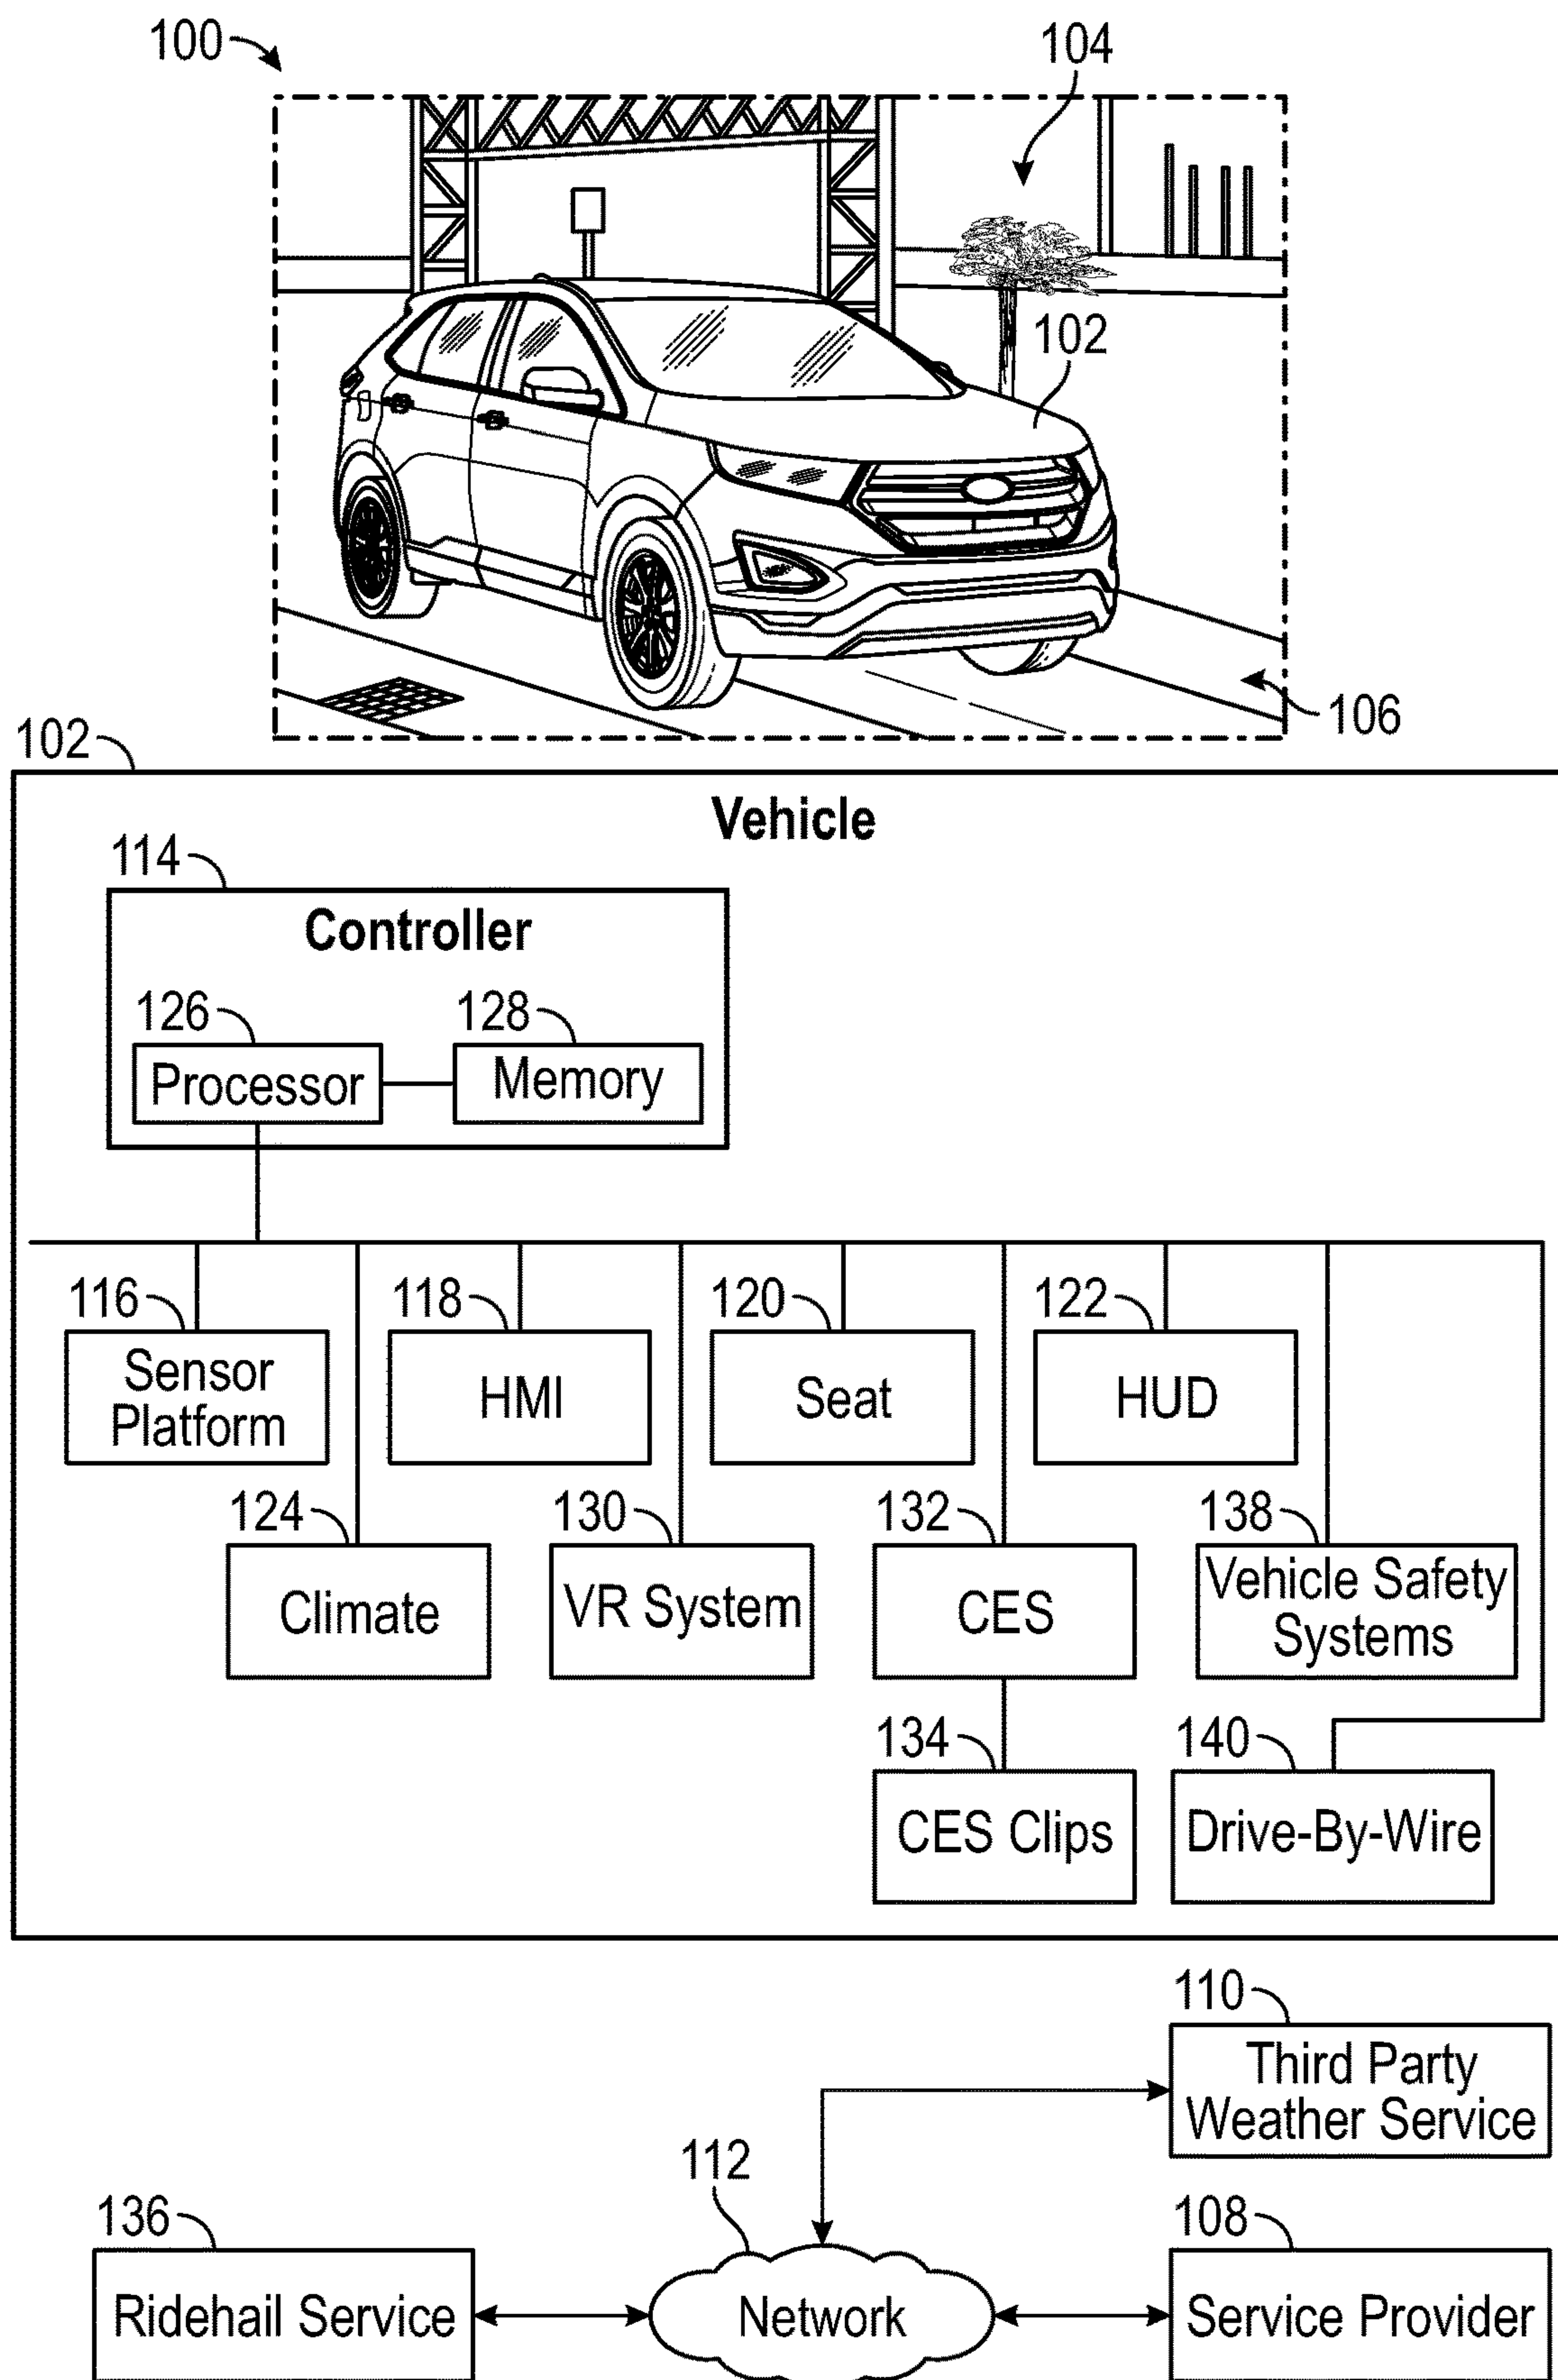 100
104
102
106
102
Vehicle
114
Controller
126
128
Processor
Memory
116
118
120
122
Sensor
Platform
HMI
Seat
HUD
124
130
132
138
Climate
VR System
CES
Vehicle Safety
Systems
134
140
CES Clips
Drive-By-Wire
110
Third Party
Weather Service
112
136
108
Ridehail Service
Network
Service Provider